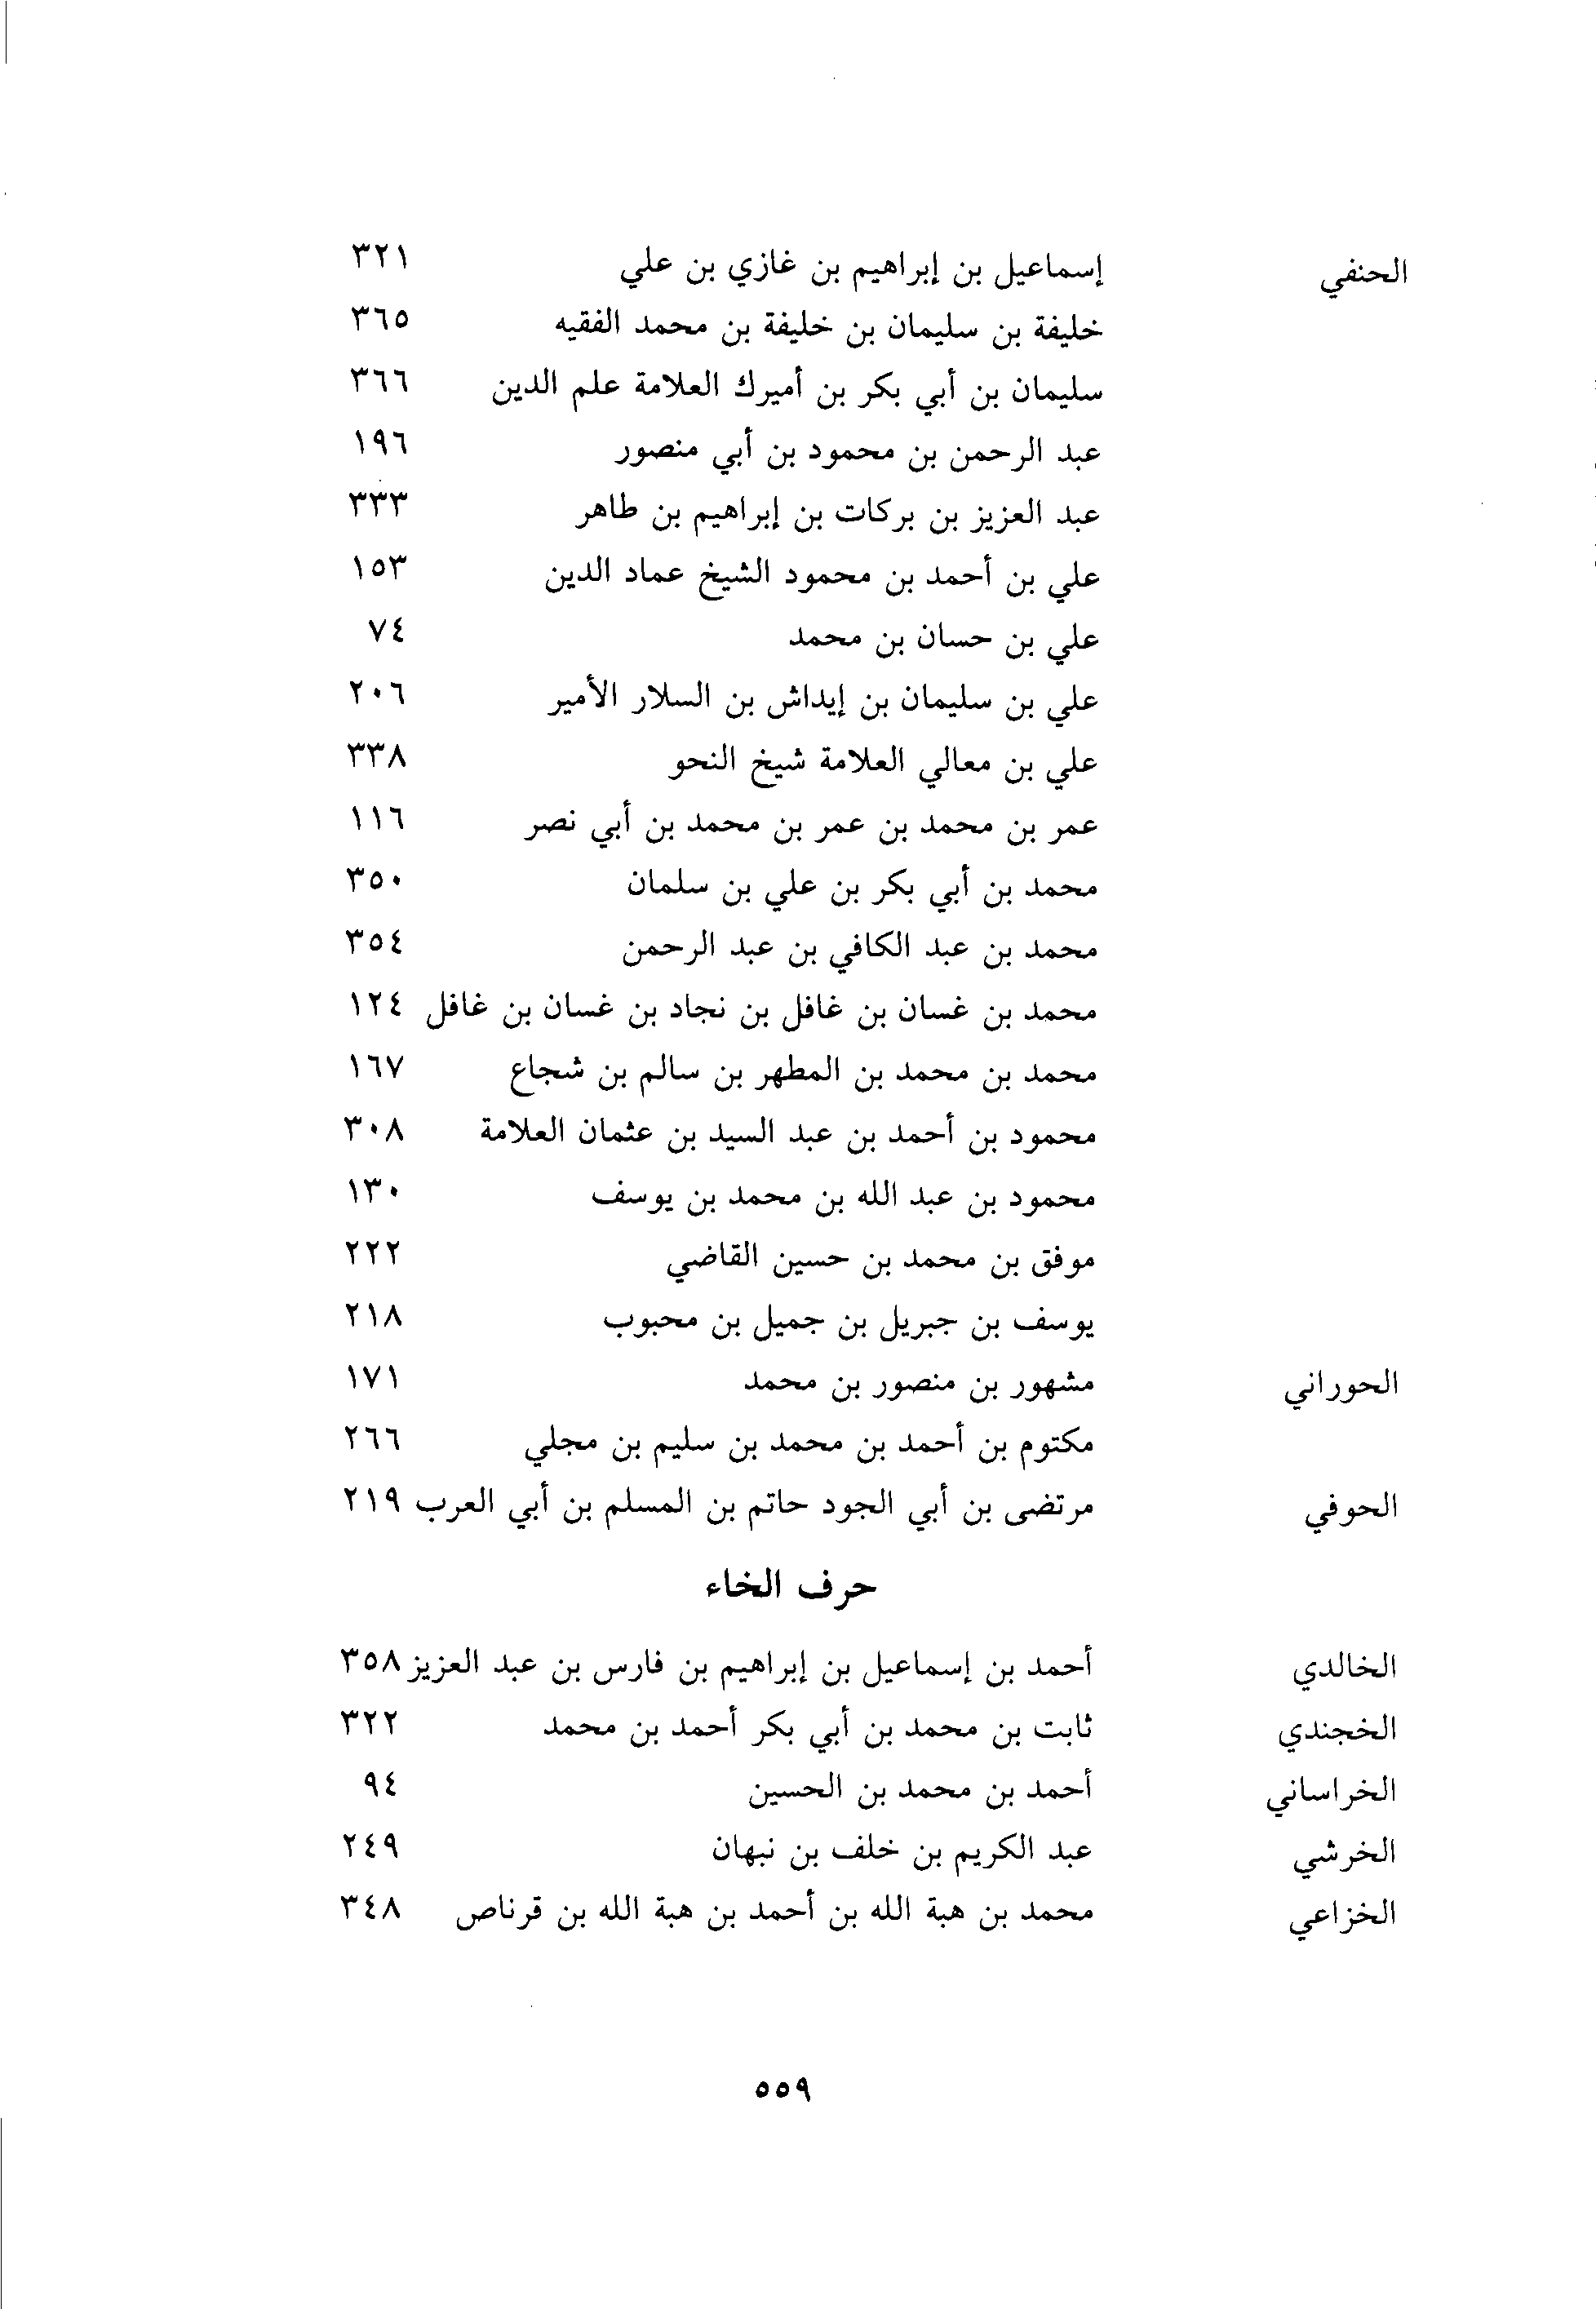 الحنفي إسماعيل بن إبراهيم بن غازي بن علي ٣٢١
خليفة بن سليمان بن خليفة بن محمد الفقيه ٣٦٥
سليمان بن أبي بكر بن أميرك العلامة علم الدين ٣٦٦
عبد الرحمن بن محمود بن أبي منصور ١٩٦
عبد العزيز بن بركات بن إبراهيم بن طاهر ٣٣٣
علي بن أحمد بن محمود الشيخ عماد الدين ١٥٣
علي بن حسان بن محمد ٧٤
علي بن سليمان بن إيداش بن السلار الأمير ٢٠٦
علي بن معالي العلامة شيخ النحو ٣٣٨
عمر بن محمد بن عمر بن محمد بن أبي نصر ١١٦
محمد بن أبي بكر بن علي بن سلمان ٣٥٠
محمد بن عبد الكافي بن عبد الرحمن ٣٥٤
محمد بن غسان بن غافل بن نجاد بن غسان بن غافل ١٢٤
محمد بن محمد بن المطهر بن سالم بن شجاع ١٦٧
محمود بن أحمد بن عبد السيد بن عثمان العلامة ٣٠٨
محمود بن عبد الله بن محمد بن يوسف ١٣٠
موفق بن محمد بن حسين القاضي ٢٢٢
يوسف بن جبريل بن جميل بن محبوب ٢١٨
الحوراني مشهور بن منصور بن محمد ١٧١
مكتوم بن أحمد بن محمد بن سليم بن مجلي ٢٦٦
الحوفي مرتضى بن أبي الجود حاتم بن المسلم بن أبي العرب ٢١٩
حرف الخاء
الخالدي أحمد بن إسماعيل بن إبراهيم بن فارس بن عبد العزيز ٣٥٨
الخجندي ثابت بن محمد بن أبي بكر أحمد بن محمد ٣٢٢
الخراساني أحمد بن محمد بن الحسين ٩٤
الخرشي عبد الكريم بن خلف بن نبهان ٢٤٩
الخزاعي محمد بن هبة الله بن أحمد بن هبة الله بن قرناص ٣٤٨
٥٥٩